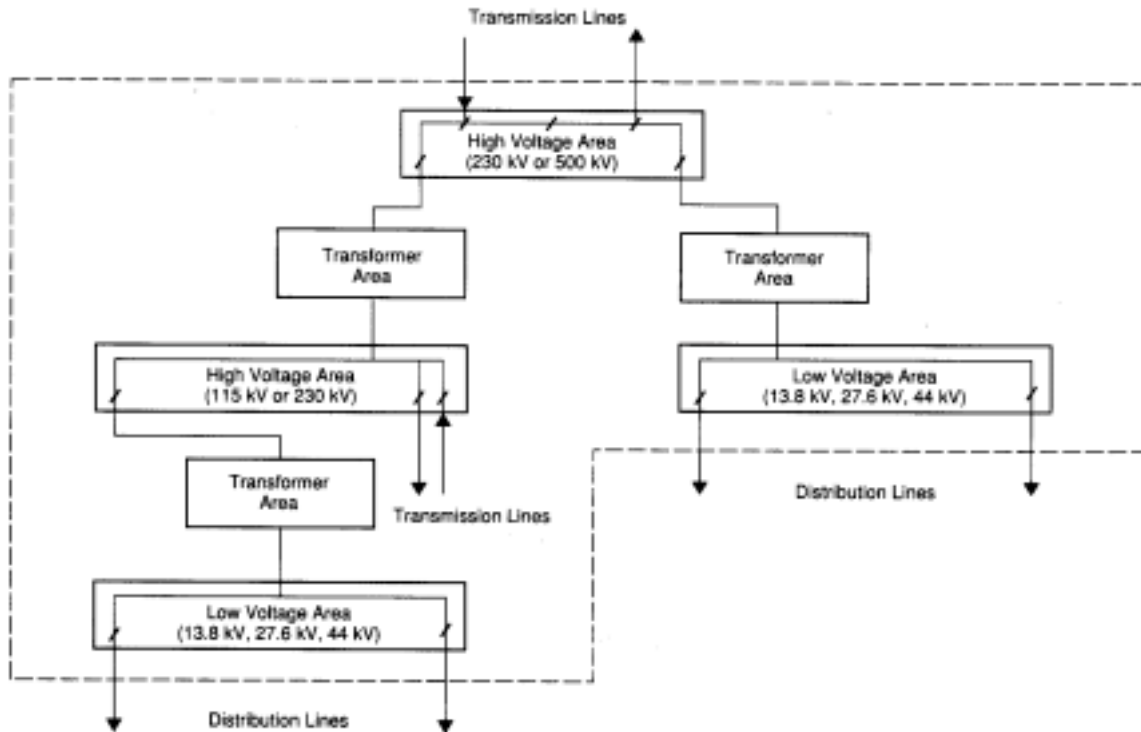 Transmission Lines
High Voltage Area
(230 kV or 500 kV)
Transformer
Area
Transformer
Area
High Voltage Area
(115 kV or 230 kV)
Low Voltage Area
(13.8 kV, 27.6 kV, 44 kV)
Transformer
Area
Transmission Lines
Distribution Lines
Low Voltage Area
(13.8 kV, 27.6 kV, 44 kV)
Distribution Lines